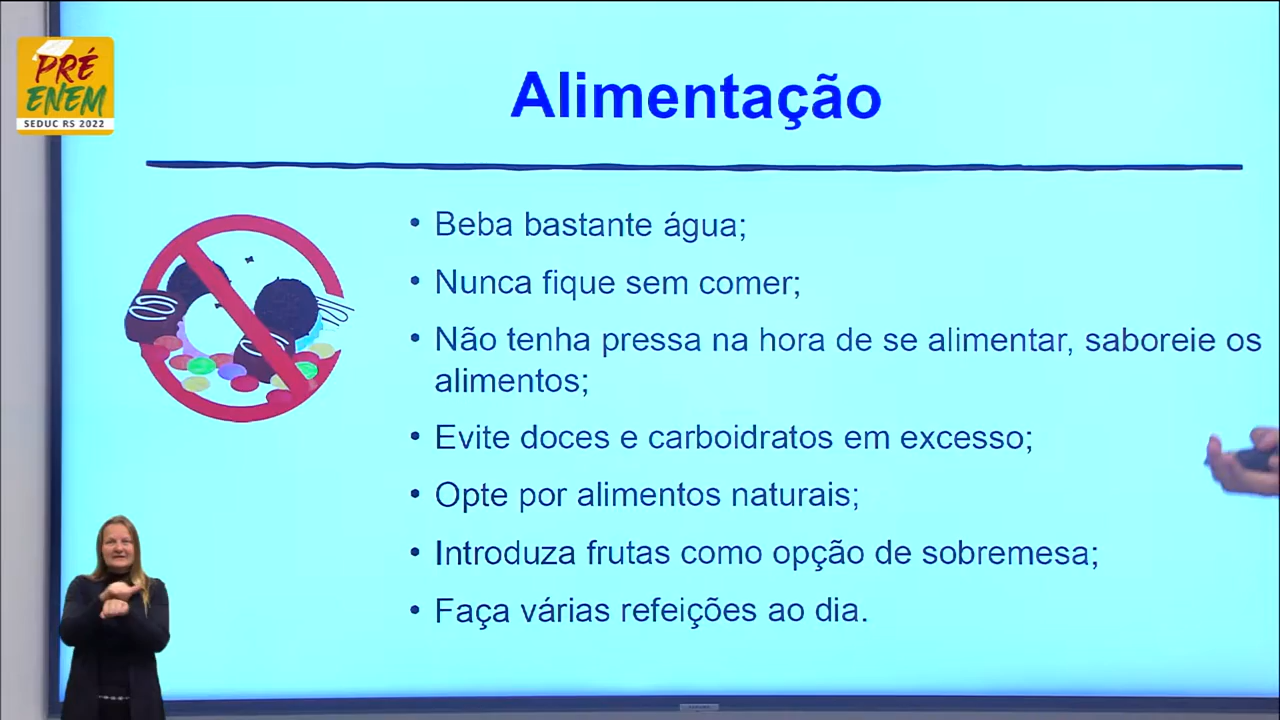 PRÉ
ENEM
SEDUC RS 2022
Alimentação
• Beba bastante água;
• Nunca fique sem comer;
• Não tenha pressa na hora de se alimentar, saboreie os
alimentos;
• Evite doces e carboidratos em excesso;
• Opte por alimentos naturais;
• Introduza frutas como opção de sobremesa;
• Faça várias refeições ao dia.